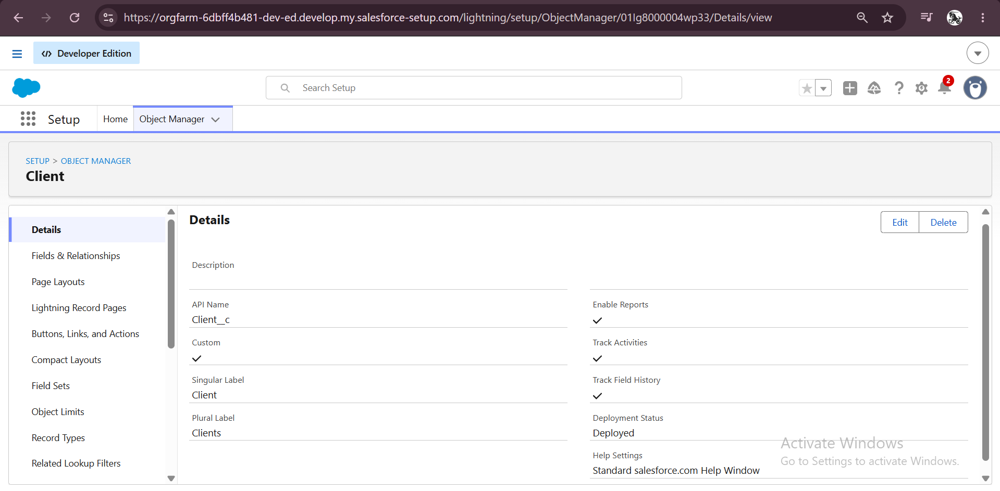 https://orgfarm-6dbff4b481-dev-ed.develop.my.salesforce-setup.com/lightning/setup/ObjectManager/01Ig8000004wp33/Details/view
Developer Edition
Search Setup
2
Setup
Home
Object Manager
SETUP > OBJECT MANAGER
Client
Details
Fields & Relationships
Page Layouts
Lightning Record Pages
Buttons, Links, and Actions
Compact Layouts
Field Sets
Object Limits
Record Types
Related Lookup Filters
Details
Edit
Delete
Description
API Name
Client__c
Custom
Singular Label
Client
Plural Label
Clients
Enable Reports
Track Activities
Track Field History
Deployment Status
Deployed
Help Settings
Standard salesforce.com Help Window
Activate Windows
Go to Settings to activate Windows.